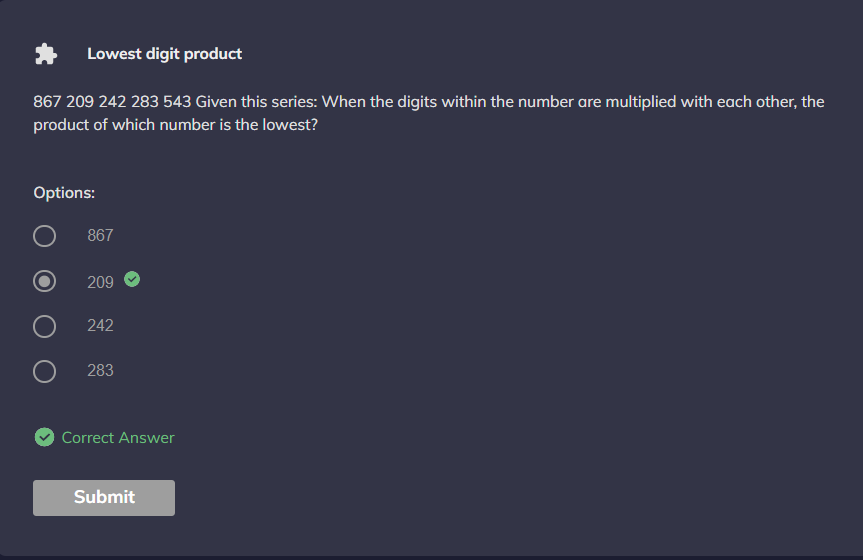 Lowest digit product
867 209 242 283 543 Given this series: When the digits within the number are multiplied with each other, the
product of which number is the lowest?
Options:
867
209
242
283
Correct Answer
Submit